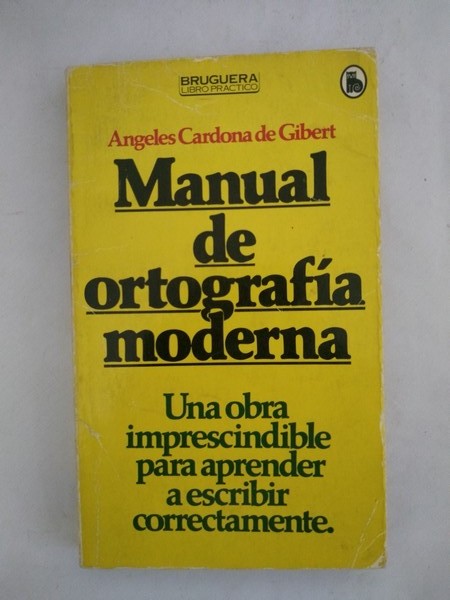 BRUGUERA
LIBRO PRACTICO
Angeles Cardona de Gibert
Manual
de
ortografía
moderna
Una obra
imprescindible
para aprender
a escribir
correctamente.